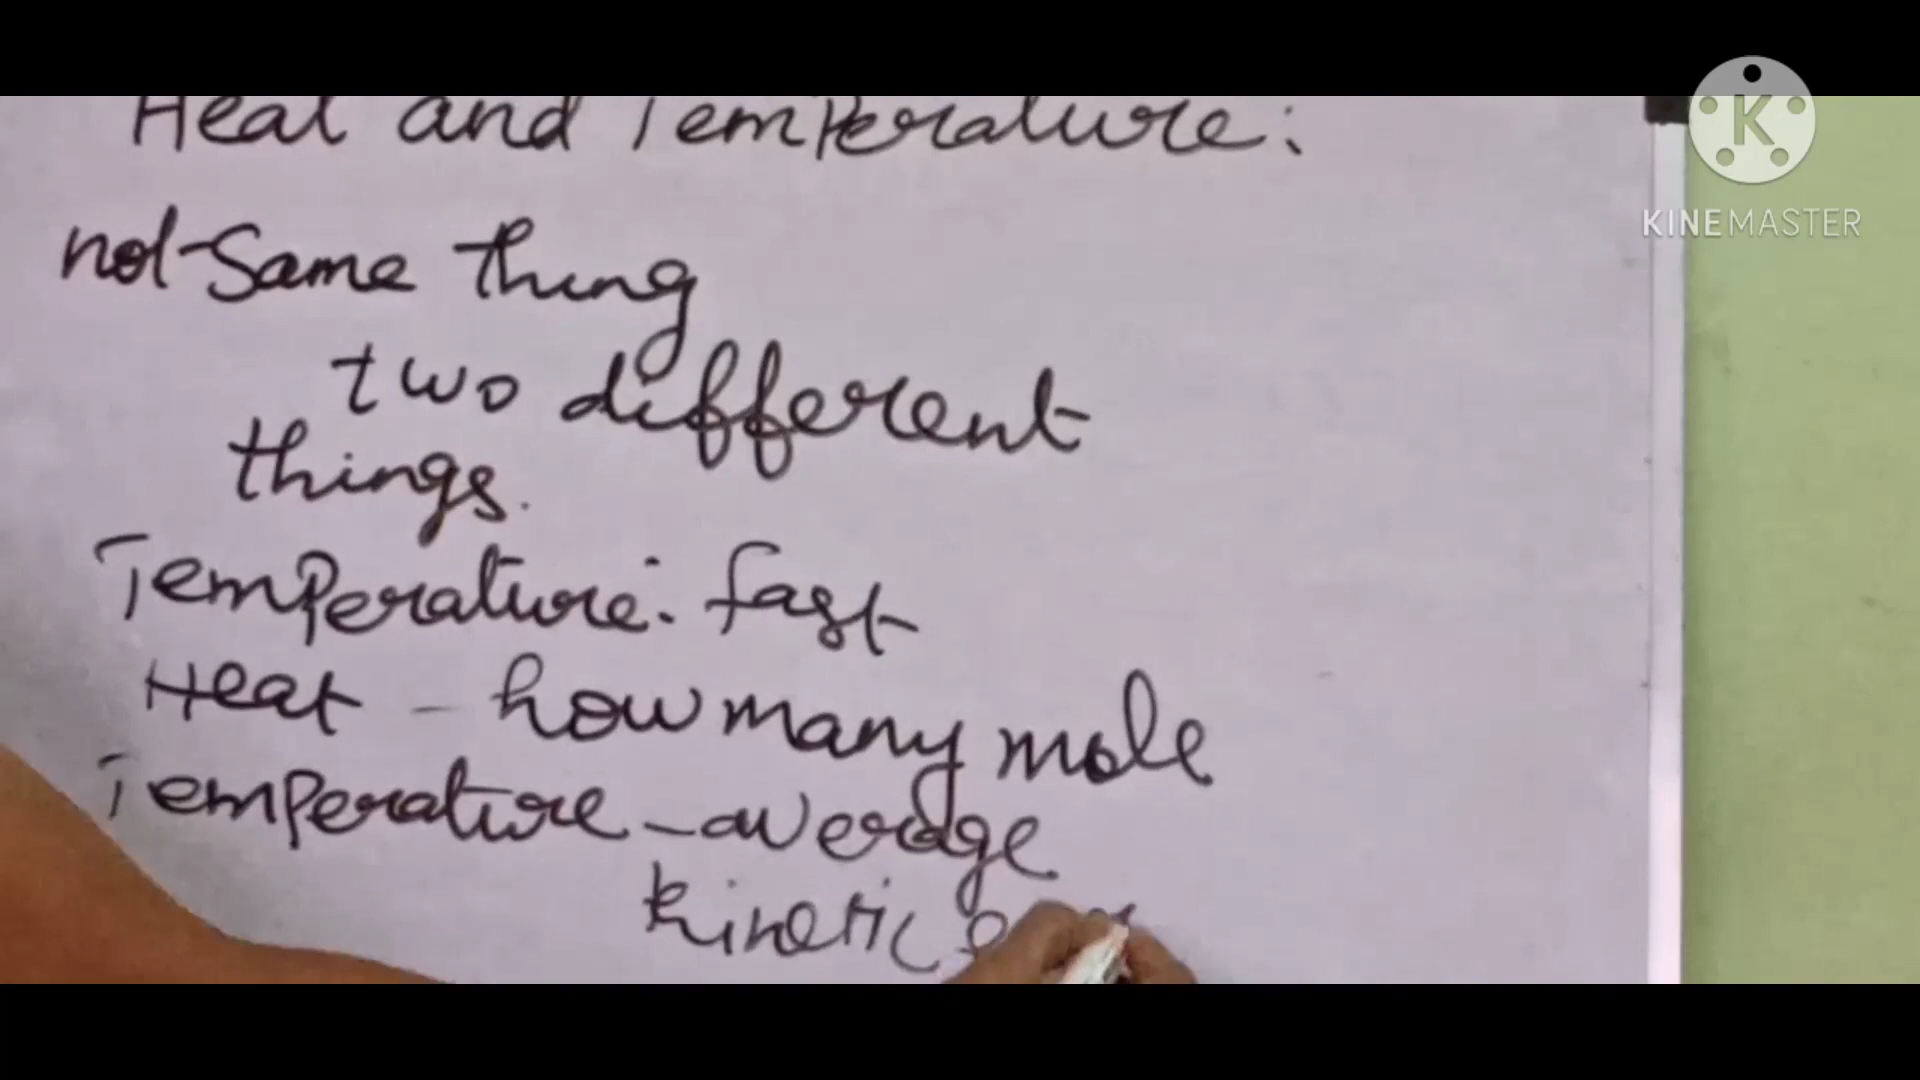 Heat and Temperature:
KINEMASTER
not Same thing
two different
things.
Temperature: fast
Heat - how many mole
Temperature - average
kinetic